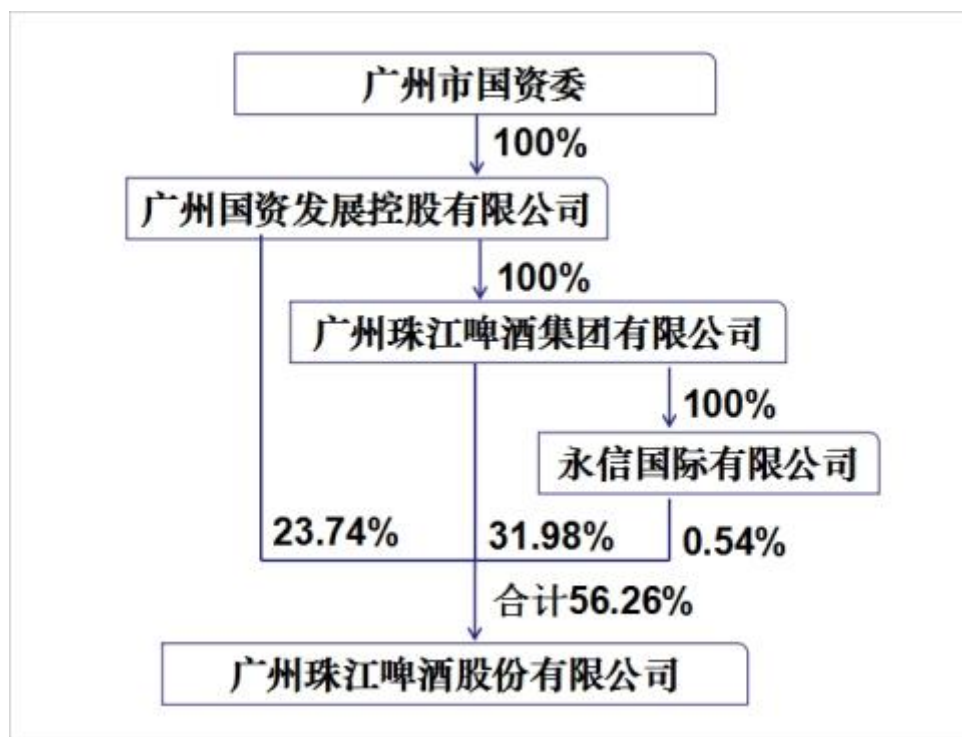 广州市国资委
100%
广州国资发展控股有限公司
100%
广州珠江啤酒集团有限公司
100%
永信国际有限公司
23.74%
31.98%
0.54%
合计56.26%
广州珠江啤酒股份有限公司